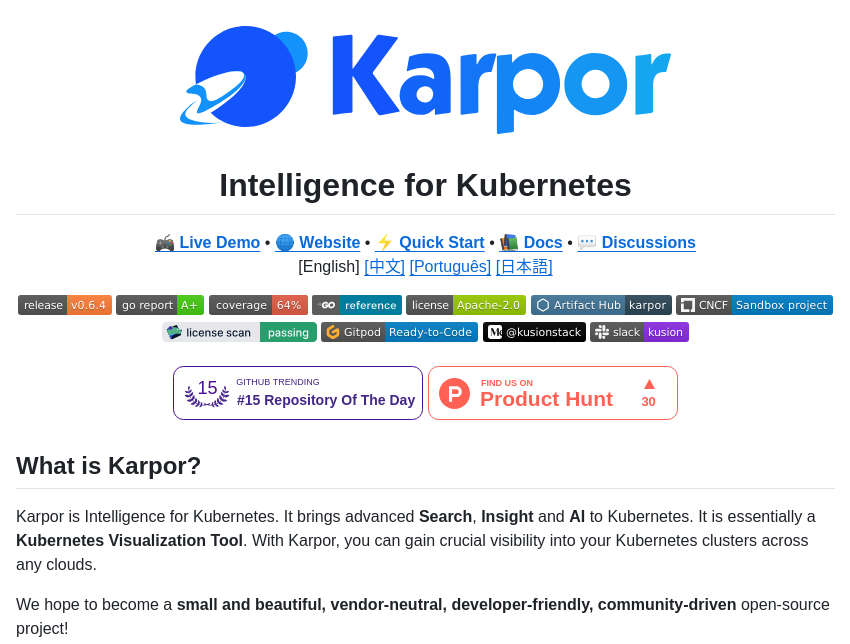 Karpor
Intelligence for Kubernetes
🎮 Live Demo • 🌐 Website • ⚡ Quick Start • 📚 Docs • 💬 Discussions
[English] [中文] [Português] [日本語]
release v0.6.4 go report A+ coverage 64% GO reference license Apache-2.0 Artifact Hub karpor CNCF Sandbox project
license scan passing Gitpod Ready-to-Code @kusionstack slack kusion
15 GITHUB TRENDING
#15 Repository Of The Day
P FIND US ON
Product Hunt
▲
30
What is Karpor?
Karpor is Intelligence for Kubernetes. It brings advanced Search, Insight and AI to Kubernetes. It is essentially a
Kubernetes Visualization Tool. With Karpor, you can gain crucial visibility into your Kubernetes clusters across
any clouds.
We hope to become a small and beautiful, vendor-neutral, developer-friendly, community-driven open-source
project!